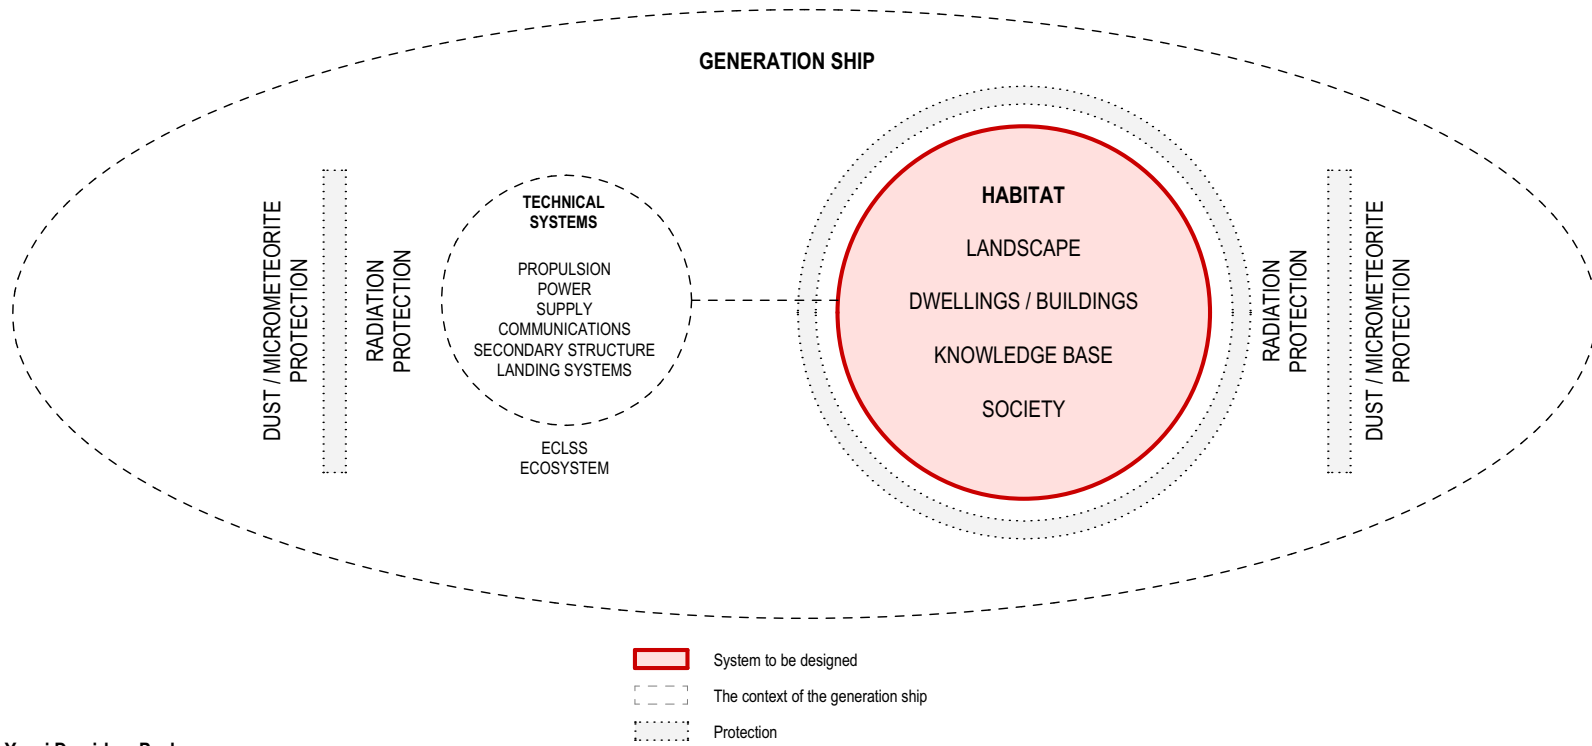 GENERATION SHIP
DUST / MICROMETEORITE
PROTECTION
RADIATION
PROTECTION
TECHNICAL
SYSTEMS
PROPULSION
POWER
SUPPLY
COMMUNICATIONS
SECONDARY STRUCTURE
LANDING SYSTEMS
ECLSS
ECOSYSTEM
HABITAT
LANDSCAPE
DWELLINGS / BUILDINGS
KNOWLEDGE BASE
SOCIETY
RADIATION
PROTECTION
DUST / MICROMETEORITE
PROTECTION
System to be designed
The context of the generation ship
Protection